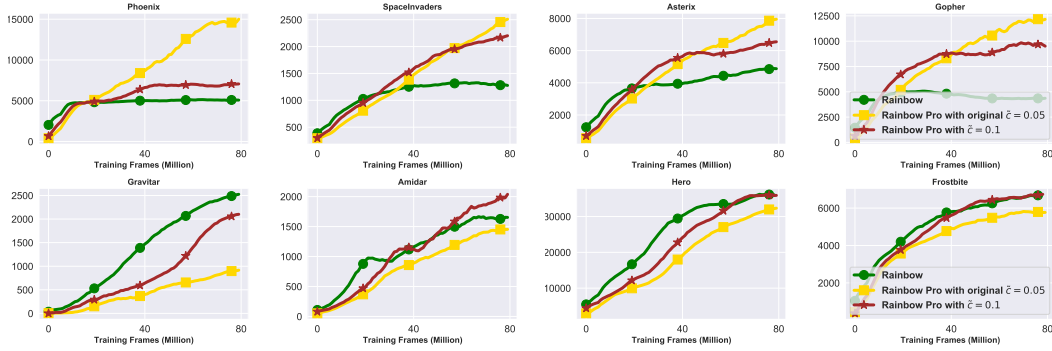 Phoenix
15000
10000
5000
0
0
40
80
Training Frames (Million)
SpaceInvaders
2500
2000
1500
1000
500
0
40
80
Training Frames (Million)
Asterix
8000
6000
4000
2000
0
40
80
Training Frames (Million)
Gopher
12500
10000
7500
5000
2500
0
0
40
80
Training Frames (Million)
Rainbow
Rainbow Pro with original c̃ = 0.05
Rainbow Pro with c̃ = 0.1
Gravitar
2500
2000
1500
1000
500
0
0
40
80
Training Frames (Million)
Amidar
2000
1500
1000
500
0
0
40
80
Training Frames (Million)
Hero
30000
20000
10000
0
40
80
Training Frames (Million)
Frostbite
6000
4000
2000
0
40
80
Training Frames (Million)
Rainbow
Rainbow Pro with original c̃ = 0.05
Rainbow Pro with c̃ = 0.1